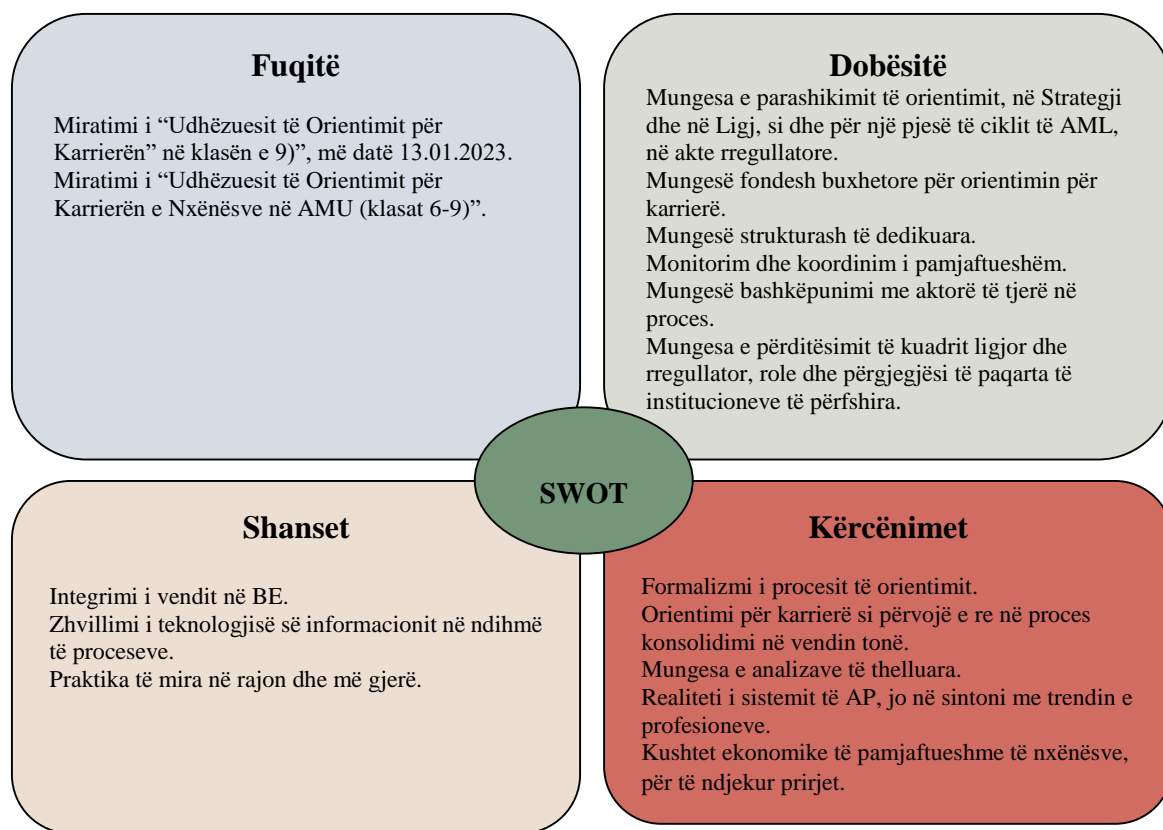 Fuqitë
Miratimi i “Udhëzuesit të Orientimit për
Karrierën” në klasën e 9)”, më datë 13.01.2023.
Miratimi i “Udhëzuesit të Orientimit për
Karrierën e Nxënësve në AMU (klasat 6-9)”.
Dobësitë
Mungesa e parashikimit të orientimit, në Strategji
dhe në Ligj, si dhe për një pjesë të ciklit të AML,
në akte rregullatore.
Mungesë fondesh buxhetore për orientimin për
karrierë.
Mungesë strukturash të dedikuara.
Monitorim dhe koordinim i pamjaftueshëm.
Mungesë bashkëpunimi me aktorë të tjerë në
proces.
Mungesa e përditësimit të kuadrit ligjor dhe
rregullator, role dhe përgjegjësi të paqarta të
institucioneve të përfshira.
SWOT
Shanset
Integrimi i vendit në BE.
Zhvillimi i teknologjisë së informacionit në ndihmë
të proceseve.
Praktika të mira në rajon dhe më gjerë.
Kërcënimet
Formalizmi i procesit të orientimit.
Orientimi për karrierë si përvojë e re në proces
konsolidimi në vendin tonë.
Mungesa e analizave të thelluara.
Realiteti i sistemit të AP, jo në sintoni me trendin e
profesioneve.
Kushtet ekonomike të pamjaftueshme të nxënësve,
për të ndjekur prirjet.